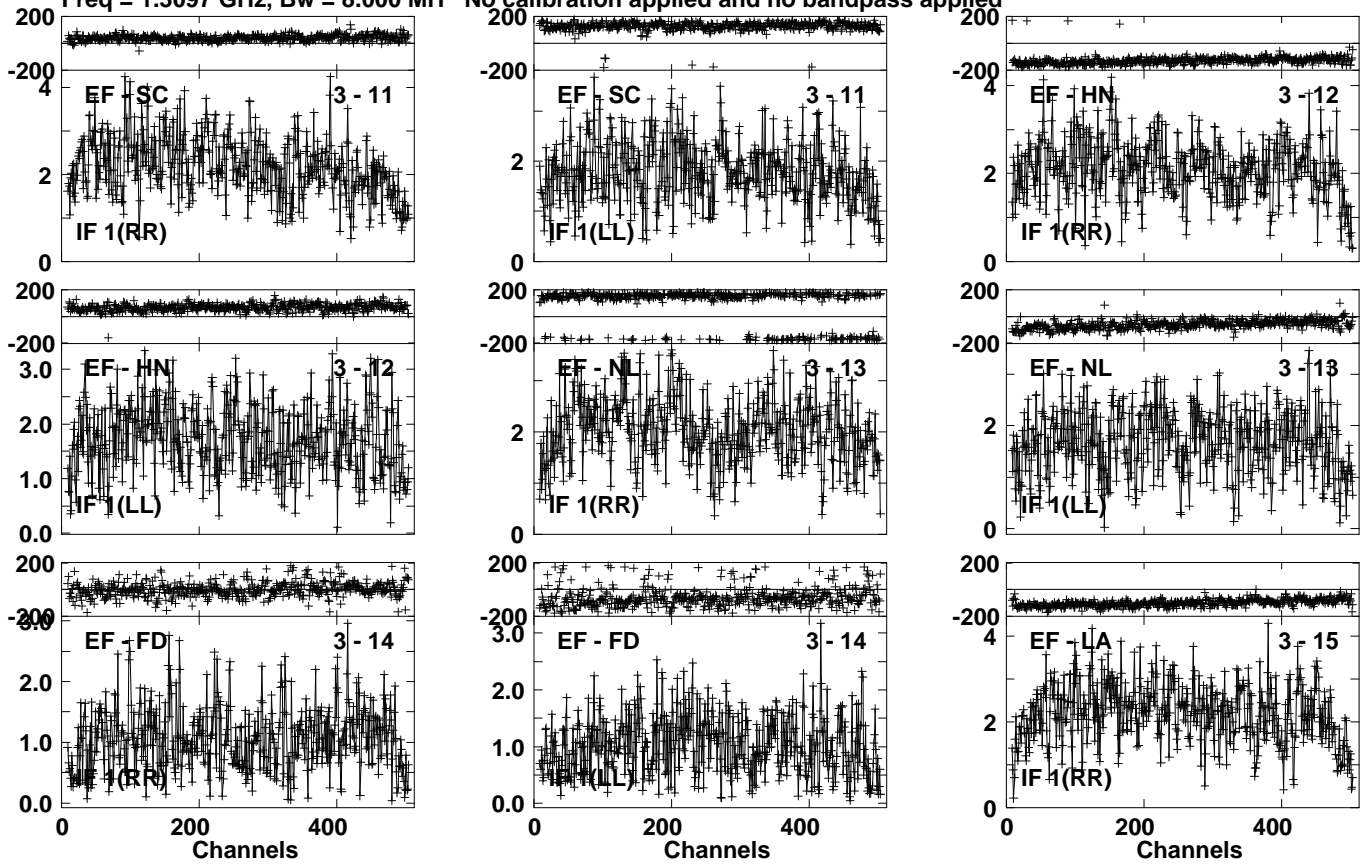 Freq = 1.5097 GHz, Bw = 8.000 MH No calibration applied and no bandpass applied
200 200 200
-200 -200 -200
4 EF - SC 3 - 11 EF - SC 3 - 11 4 EF - HN 3 - 12
2 2 2
IF 1(RR) IF 1(LL) IF 1(RR)
0 0 0
200 200 200
-200 -200 -200
3.0 EF - HN 3 - 12 EF - NL 3 - 13 EF - NL 3 - 13
2.0 2 2
1.0
IF 1(LL) IF 1(RR) IF 1(LL)
0.0 0 0
200 200 200
-200 -200 -200
3.0 EF - FD 3 - 14 3.0 EF - FD 3 - 14 4 EF - LA 3 - 15
2.0 2.0 2
1.0 1.0
IF 1(RR) IF 1(LL) IF 1(RR)
0.0 0.0 0
0 200 400 0 200 400 0 200 400
Channels Channels Channels